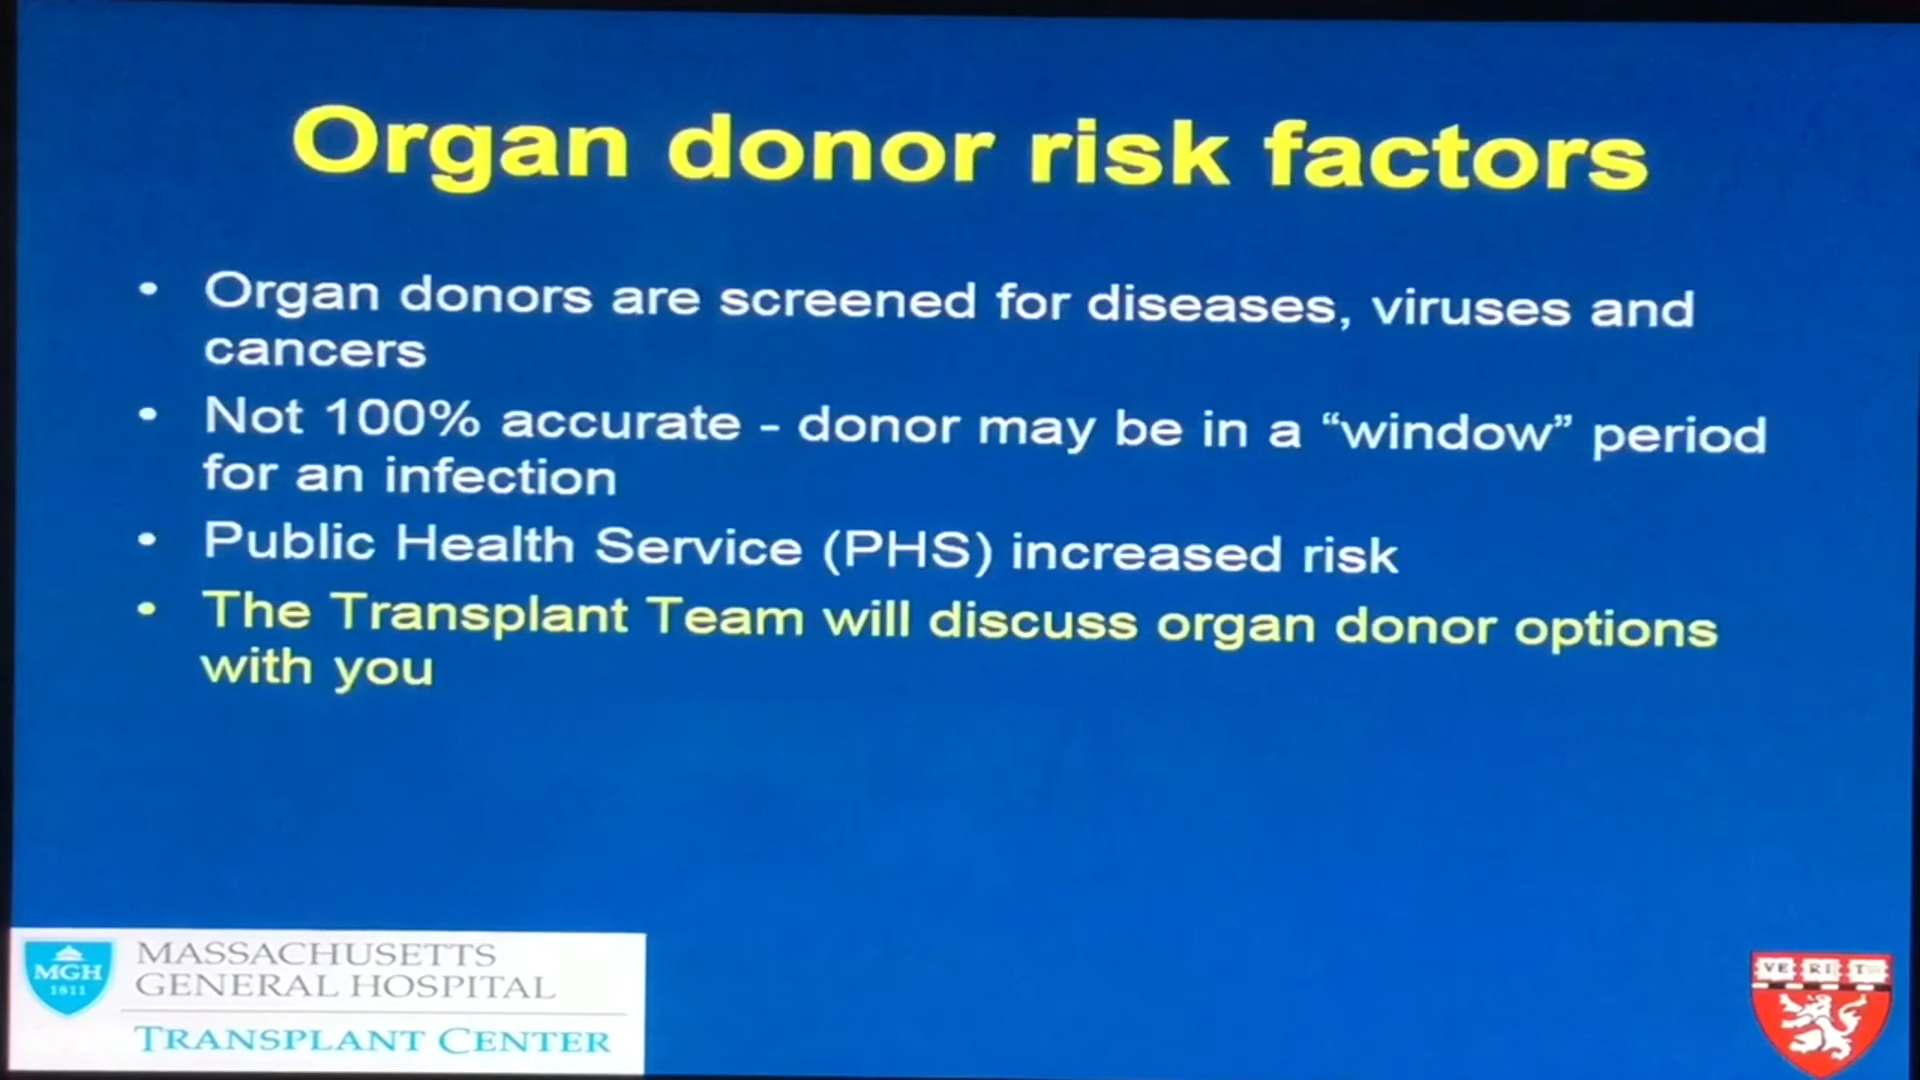 Organ donor risk factors
• Organ donors are screened for diseases, viruses and
cancers
• Not 100% accurate - donor may be in a “window” period
for an infection
• Public Health Service (PHS) increased risk
• The Transplant Team will discuss organ donor options
with you
MGH
1811
MASSACHUSETTS
GENERAL HOSPITAL
TRANSPLANT CENTER
VE RI T